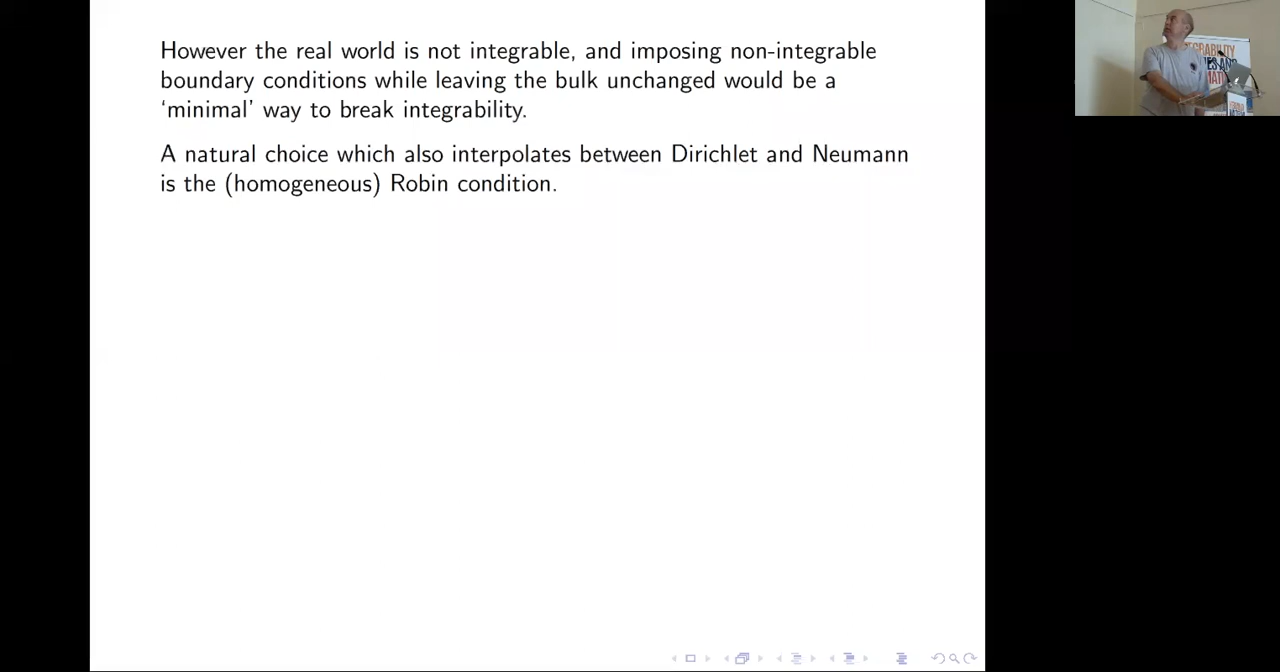 However the real world is not integrable, and imposing non-integrable
boundary conditions while leaving the bulk unchanged would be a
‘minimal’ way to break integrability.
A natural choice which also interpolates between Dirichlet and Neumann
is the (homogeneous) Robin condition.